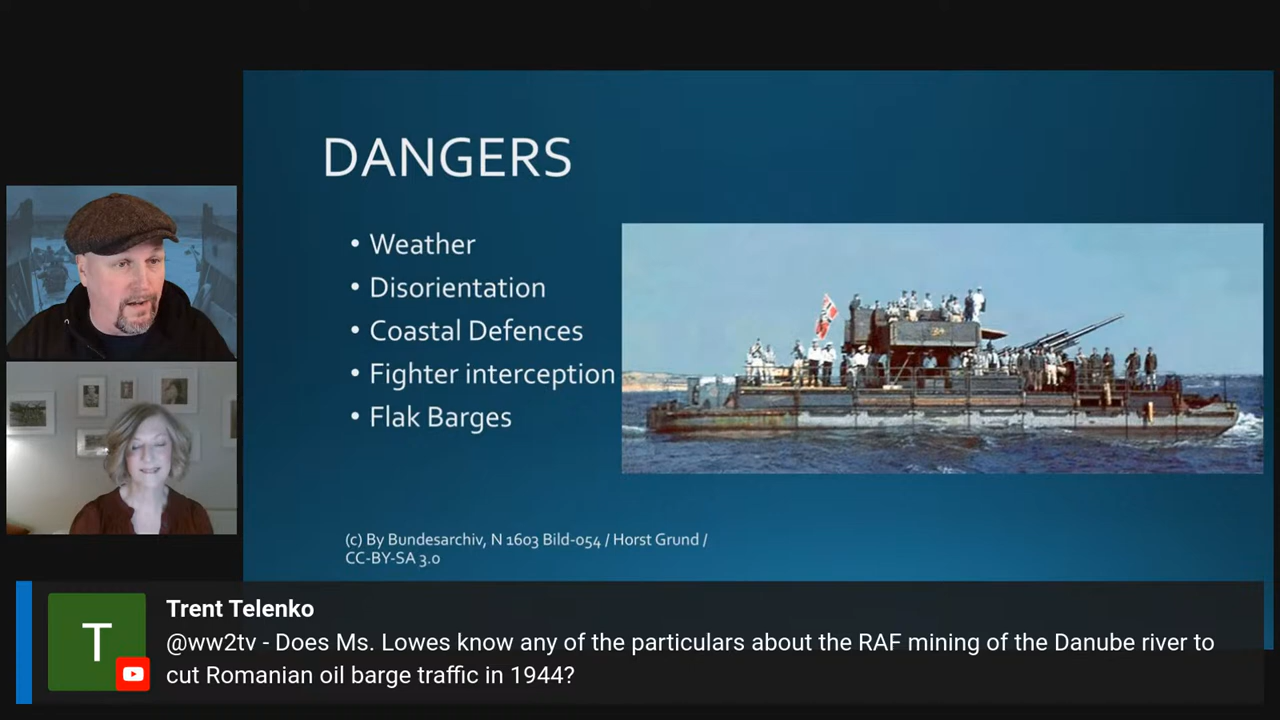 DANGERS
• Weather
• Disorientation
• Coastal Defences
• Fighter interception
• Flak Barges
(c) By Bundesarchiv, N 1603 Bild-054 / Horst Grund /
CC-BY-SA 3.0
T
Trent Telenko
@ww2tv - Does Ms. Lowes know any of the particulars about the RAF mining of the Danube river to
cut Romanian oil barge traffic in 1944?